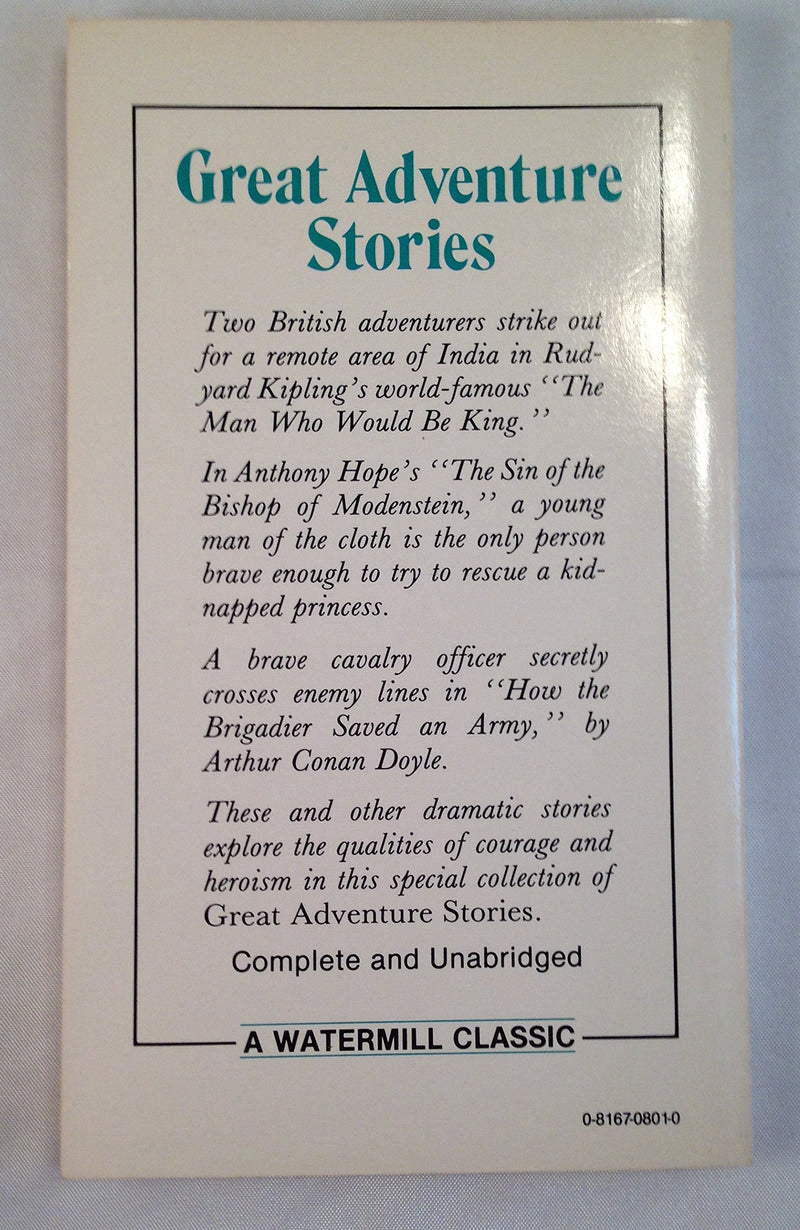 Great Adventure
Stories
Two British adventurers strike out
for a remote area of India in Rud-
yard Kipling's world-famous "The
Man Who Would Be King."
In Anthony Hope's "The Sin of the
Bishop of Modenstein," a young
man of the cloth is the only person
brave enough to try to rescue a kid-
napped princess.
A brave cavalry officer secretly
crosses enemy lines in "How the
Brigadier Saved an Army," by
Arthur Conan Doyle.
These and other dramatic stories
explore the qualities of courage and
heroism in this special collection of
Great Adventure Stories.
Complete and Unabridged
A WATERMILL CLASSIC
0-8167-0801-0